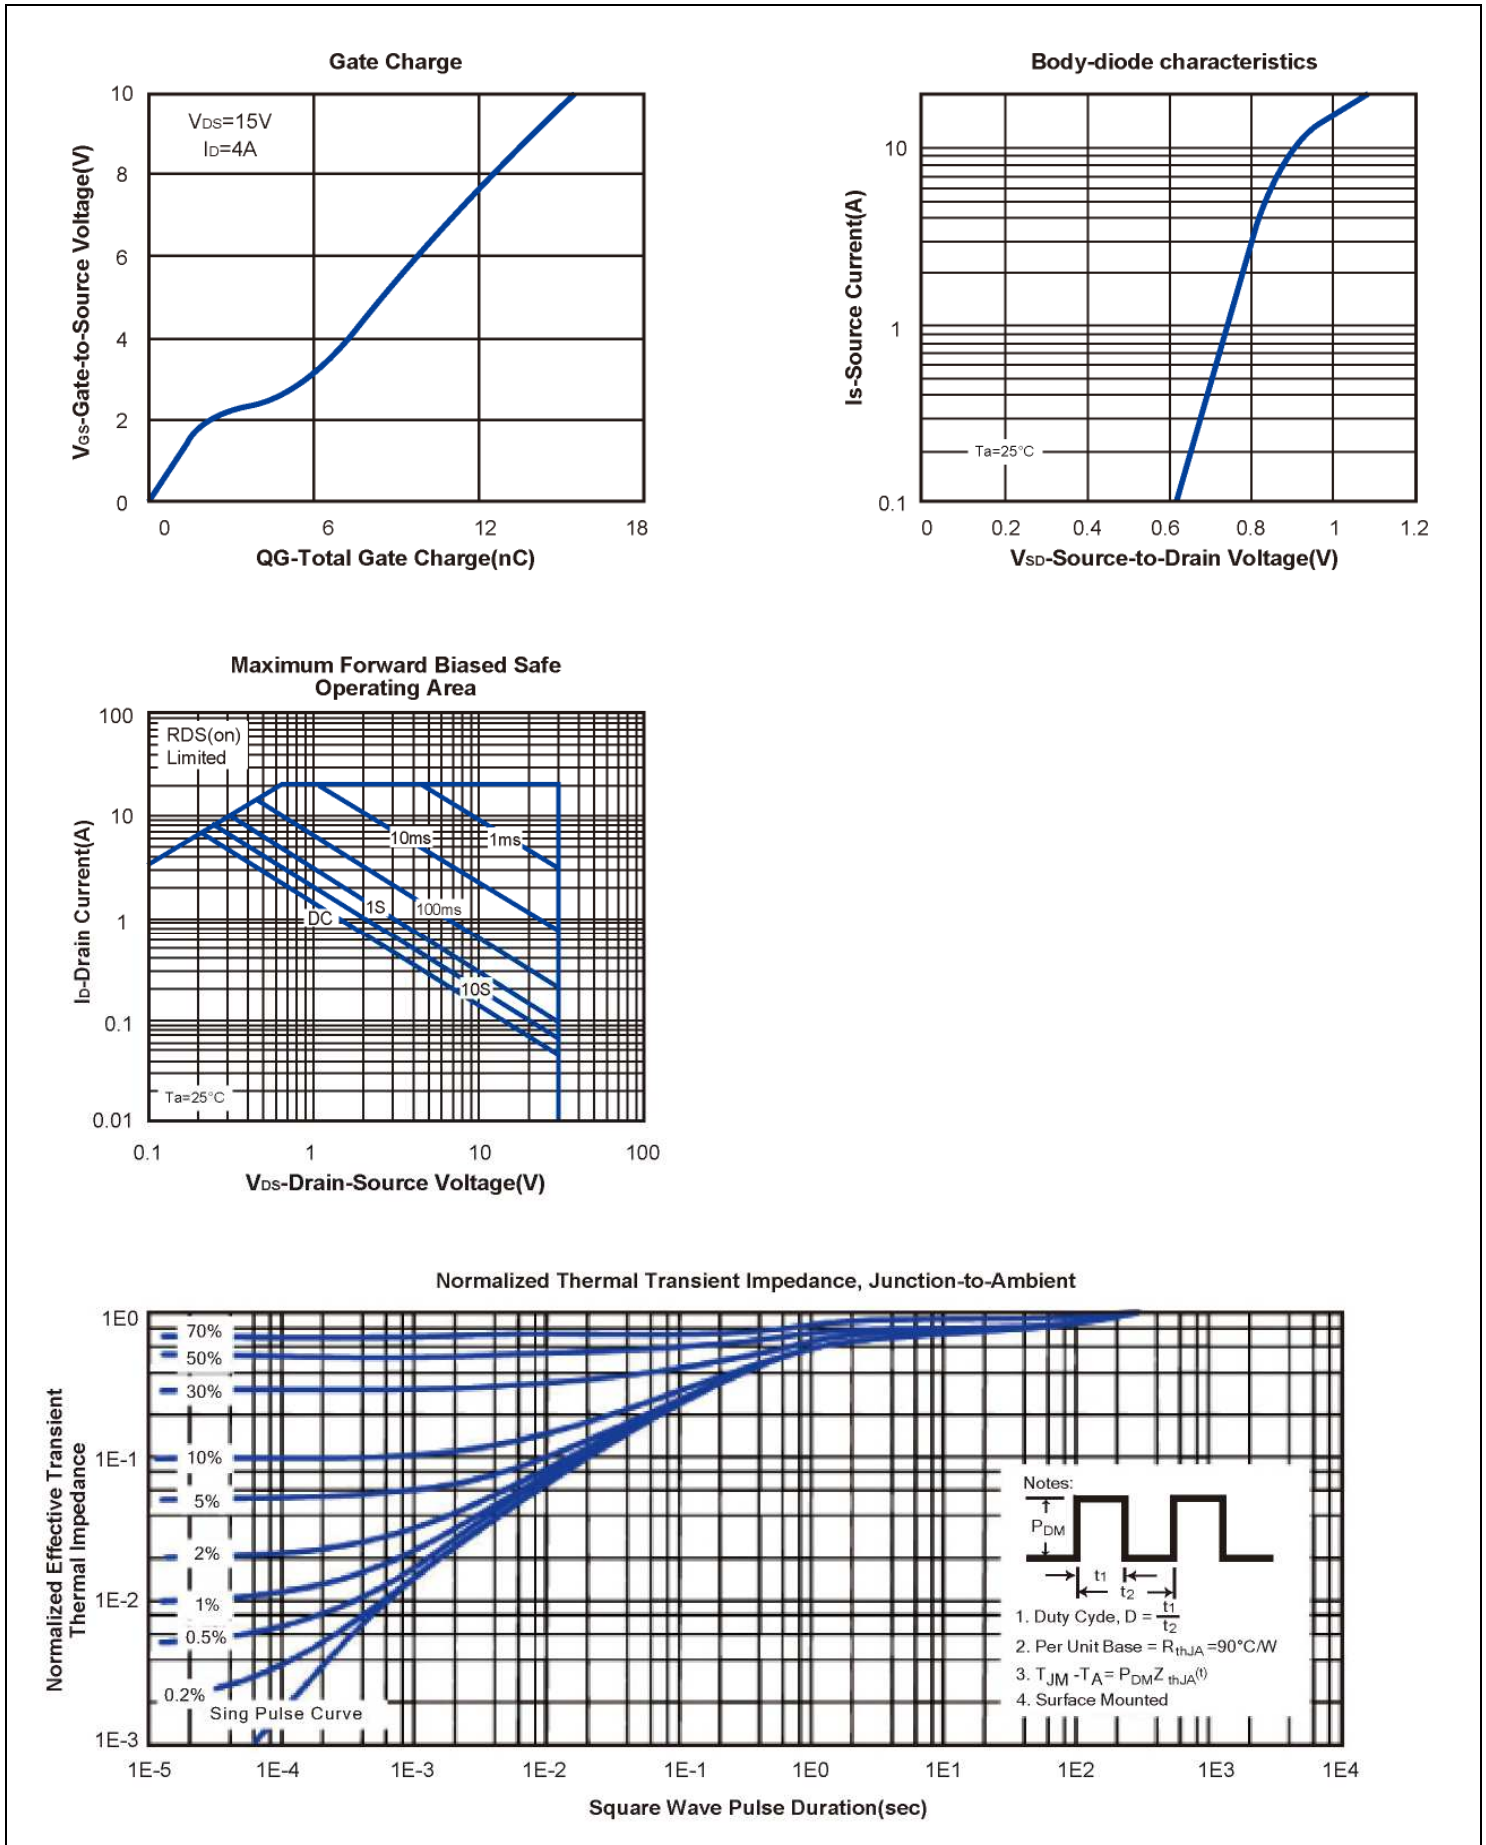 Gate Charge
10
8
6
4
2
0
VDS=15V
ID=4A
VGS-Gate-to-Source Voltage(V)
0 6 12 18
QG-Total Gate Charge(nC)
Body-diode characteristics
10
1
0.1
Is-Source Current(A)
Ta=25°C
0 0.2 0.4 0.6 0.8 1 1.2
VSD-Source-to-Drain Voltage(V)
Maximum Forward Biased Safe
Operating Area
100
10
1
0.1
0.01
RDS(on)
Limited
ID-Drain Current(A)
10ms
1ms
1S
100ms
DC
10S
Ta=25°C
0.1 1 10 100
VDS-Drain-Source Voltage(V)
Normalized Thermal Transient Impedance, Junction-to-Ambient
1E0
1E-1
1E-2
1E-3
Normalized Effective Transient
Thermal Impedance
70%
50%
30%
10%
5%
2%
1%
0.5%
0.2%
Sing Pulse Curve
Notes:
PDM
t1
t2
1. Duty Cyde, D = t1
t2
2. Per Unit Base = RthJA =90°C/W
3. TJM -TA= PDMZ thJA(t)
4. Surface Mounted
1E-5 1E-4 1E-3 1E-2 1E-1 1E0 1E1 1E2 1E3 1E4
Square Wave Pulse Duration(sec)